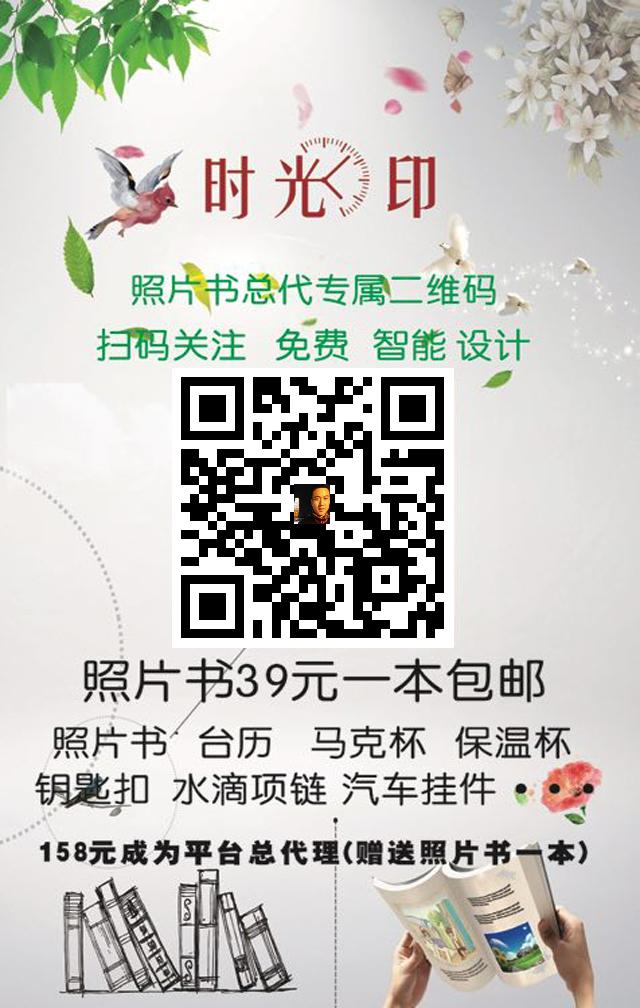 时光印
照片书总代专属二维码
扫码关注 免费 智能 设计
照片书39元一本包邮
照片书 台历 马克杯 保温杯
钥匙扣 水滴项链 汽车挂件
158元成为平台总代理(赠送照片书一本)